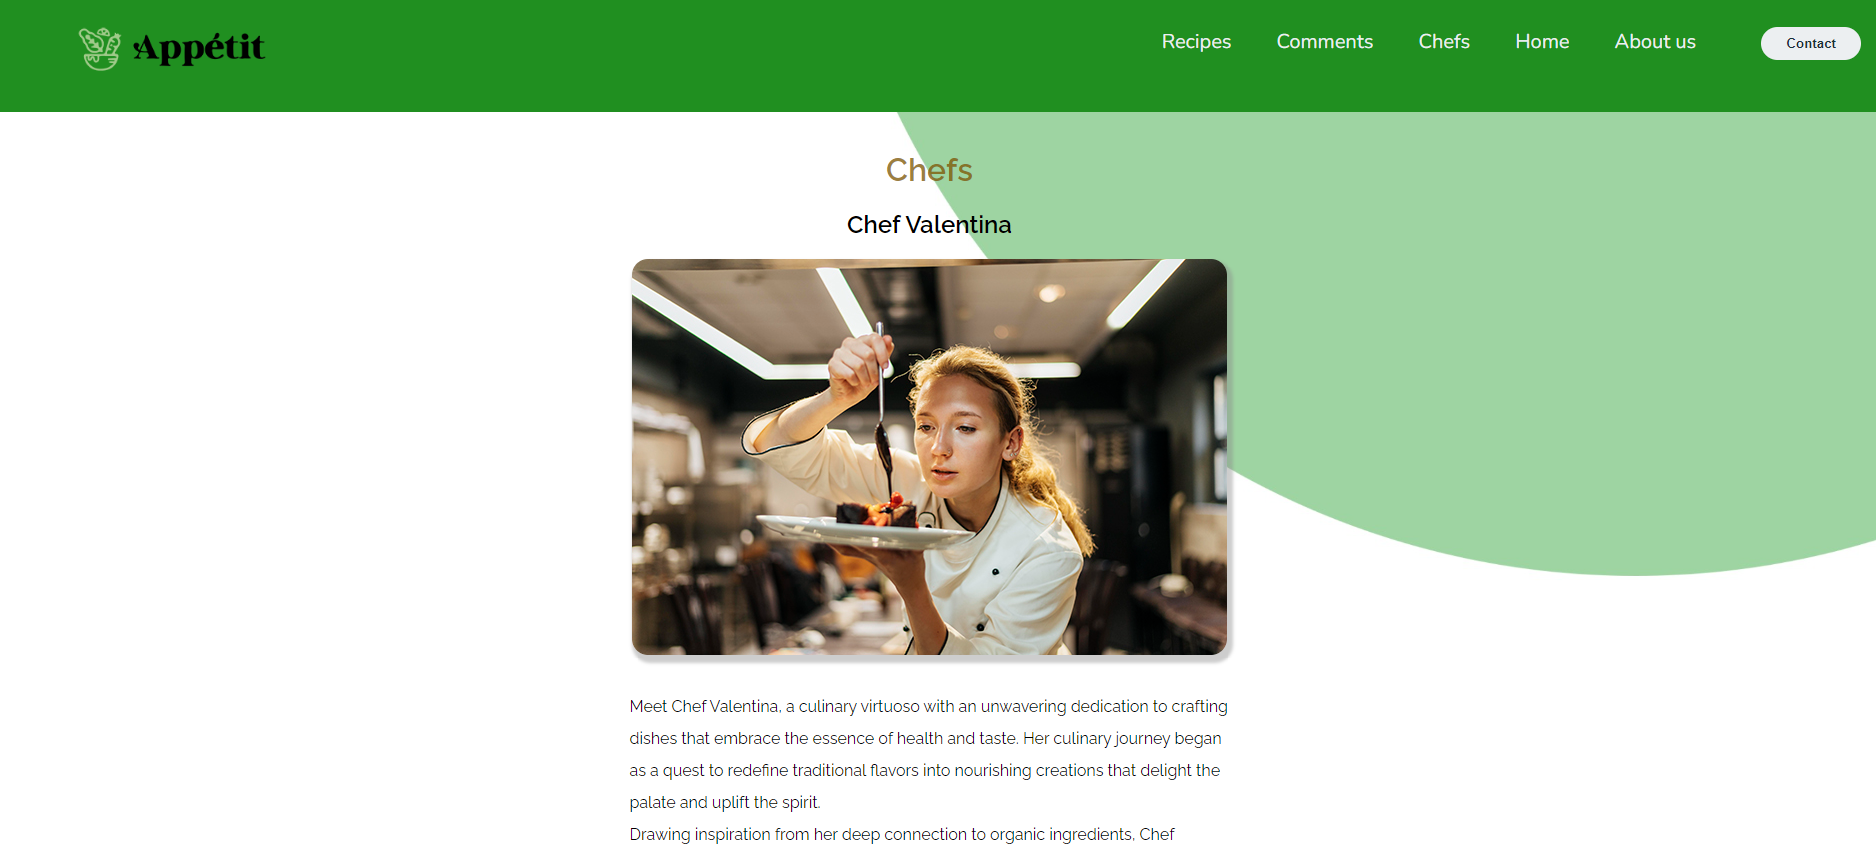 Appétit
Recipes Comments Chefs Home About us Contact
Chefs
Chef Valentina
Meet Chef Valentina, a culinary virtuoso with an unwavering dedication to crafting
dishes that embrace the essence of health and taste. Her culinary journey began
as a quest to redefine traditional flavors into nourishing creations that delight the
palate and uplift the spirit.
Drawing inspiration from her deep connection to organic ingredients, Chef